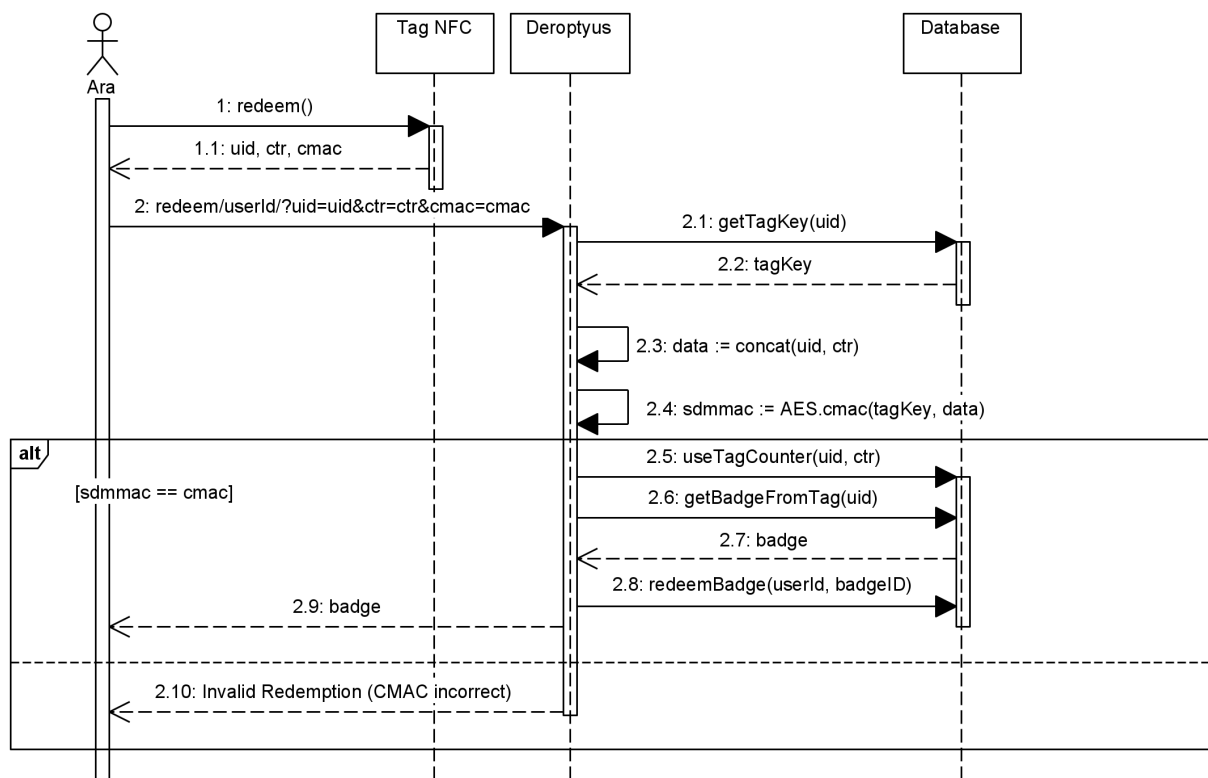 Tag NFC
Deroptyus
Database
Ara
1: redeem()
1.1: uid, ctr, cmac
2: redeem/userId/?uid=uid&ctr=ctr&cmac=cmac
2.1: getTagKey(uid)
2.2: tagKey
2.3: data := concat(uid, ctr)
2.4: sdmmac := AES.cmac(tagKey, data)
alt
2.5: useTagCounter(uid, ctr)
[sdmmac == cmac]
2.6: getBadgeFromTag(uid)
2.7: badge
2.8: redeemBadge(userId, badgeID)
2.9: badge
2.10: Invalid Redemption (CMAC incorrect)